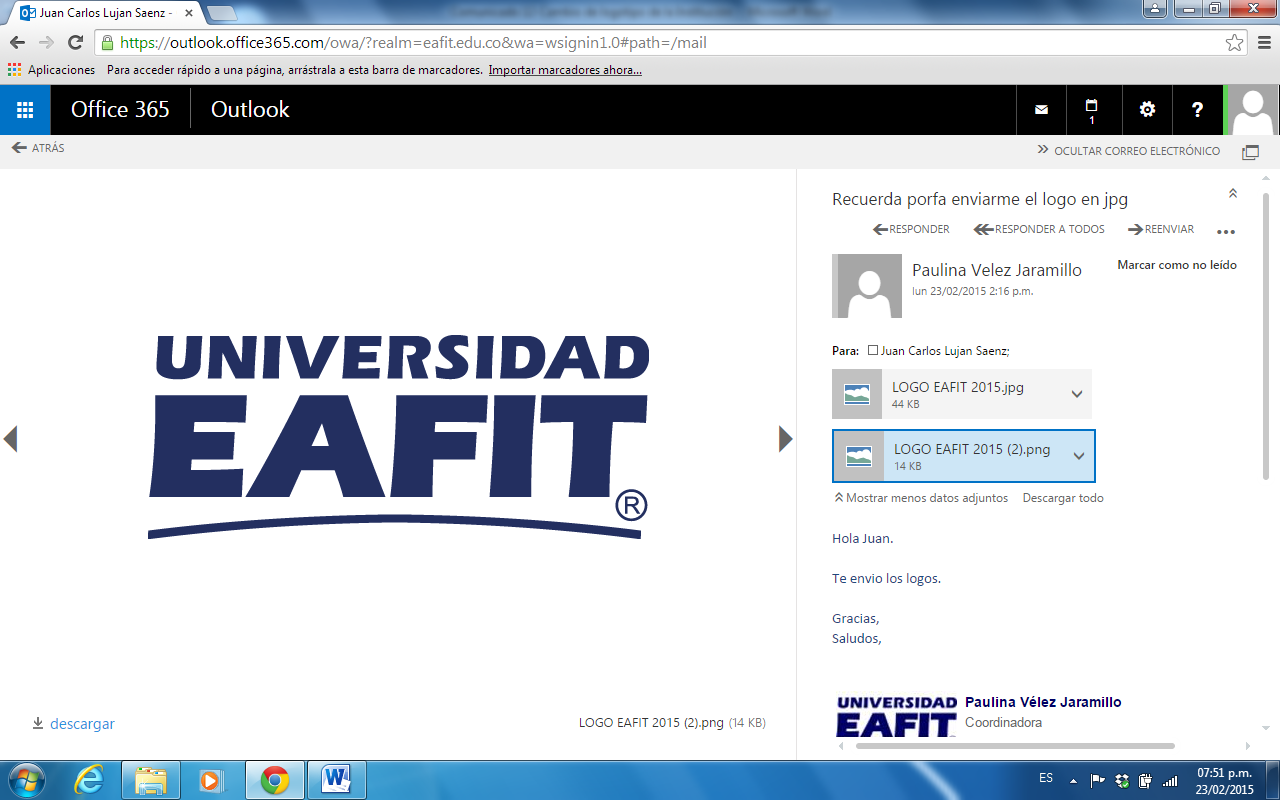 Juan Carlos Lujan Saenz -
https://outlook.office365.com/owa/?realm=eafit.edu.co&wa=wsignin1.0#path=/mail
Aplicaciones Para acceder rápido a una página, arrástrala a esta barra de marcadores. Importar marcadores ahora...
Office 365 Outlook 1 ?
ATRÁS OCULTAR CORREO ELECTRÓNICO
UNIVERSIDAD
EAFIT
®
descargar LOGO EAFIT 2015 (2).png (14 KB)
Recuerda porfa enviarme el logo en jpg
RESPONDER RESPONDER A TODOS REENVIAR ...
Paulina Velez Jaramillo Marcar como no leído
lun 23/02/2015 2:16 p.m.
Para: Juan Carlos Lujan Saenz;
LOGO EAFIT 2015.jpg
44 KB
LOGO EAFIT 2015 (2).png
14 KB
Mostrar menos datos adjuntos Descargar todo
Hola Juan.
Te envio los logos.
Gracias,
Saludos,
UNIVERSIDAD
EAFIT
Paulina Vélez Jaramillo
Coordinadora
ES 07:51 p.m.
23/02/2015